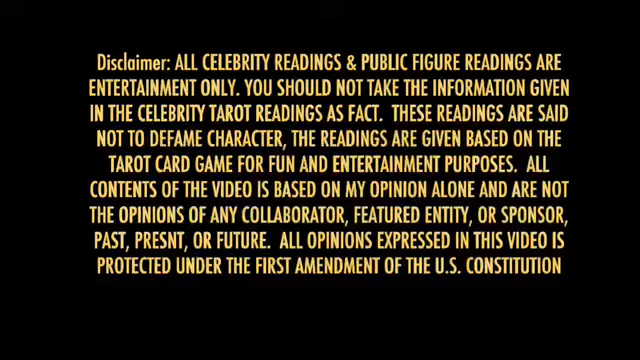 Disclaimer: ALL CELEBRITY READINGS & PUBLIC FIGURE READINGS ARE
ENTERTAINMENT ONLY. YOU SHOULD NOT TAKE THE INFORMATION GIVEN
IN THE CELEBRITY TAROT READINGS AS FACT. THESE READINGS ARE SAID
NOT TO DEFAME CHARACTER, THE READINGS ARE GIVEN BASED ON THE
TAROT CARD GAME FOR FUN AND ENTERTAINMENT PURPOSES. ALL
CONTENTS OF THE VIDEO IS BASED ON MY OPINION ALONE AND ARE NOT
THE OPINIONS OF ANY COLLABORATOR, FEATURED ENTITY, OR SPONSOR,
PAST, PRESNT, OR FUTURE. ALL OPINIONS EXPRESSED IN THIS VIDEO IS
PROTECTED UNDER THE FIRST AMENDMENT OF THE U.S. CONSTITUTION